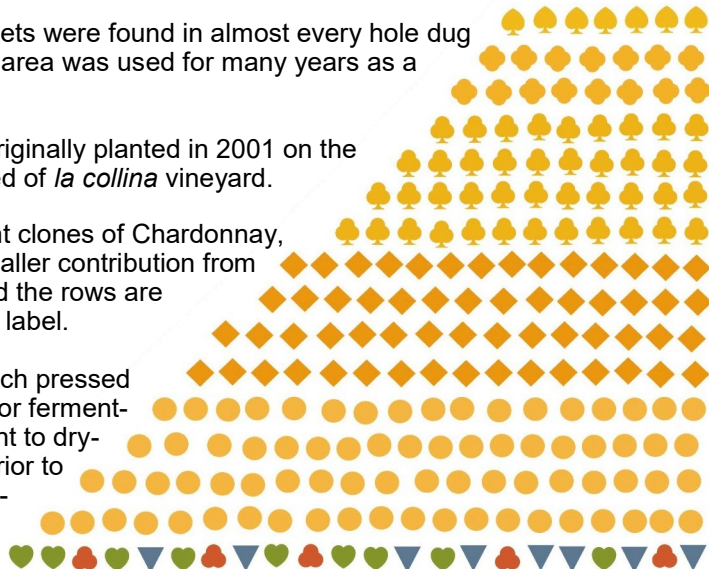 ets were found in almost every hole dug
area was used for many years as a
riginally planted in 2001 on the
ed of la collina vineyard.
nt clones of Chardonnay,
aller contribution from
d the rows are
label.
ch pressed
or ferment-
nt to dry-
rior to
-